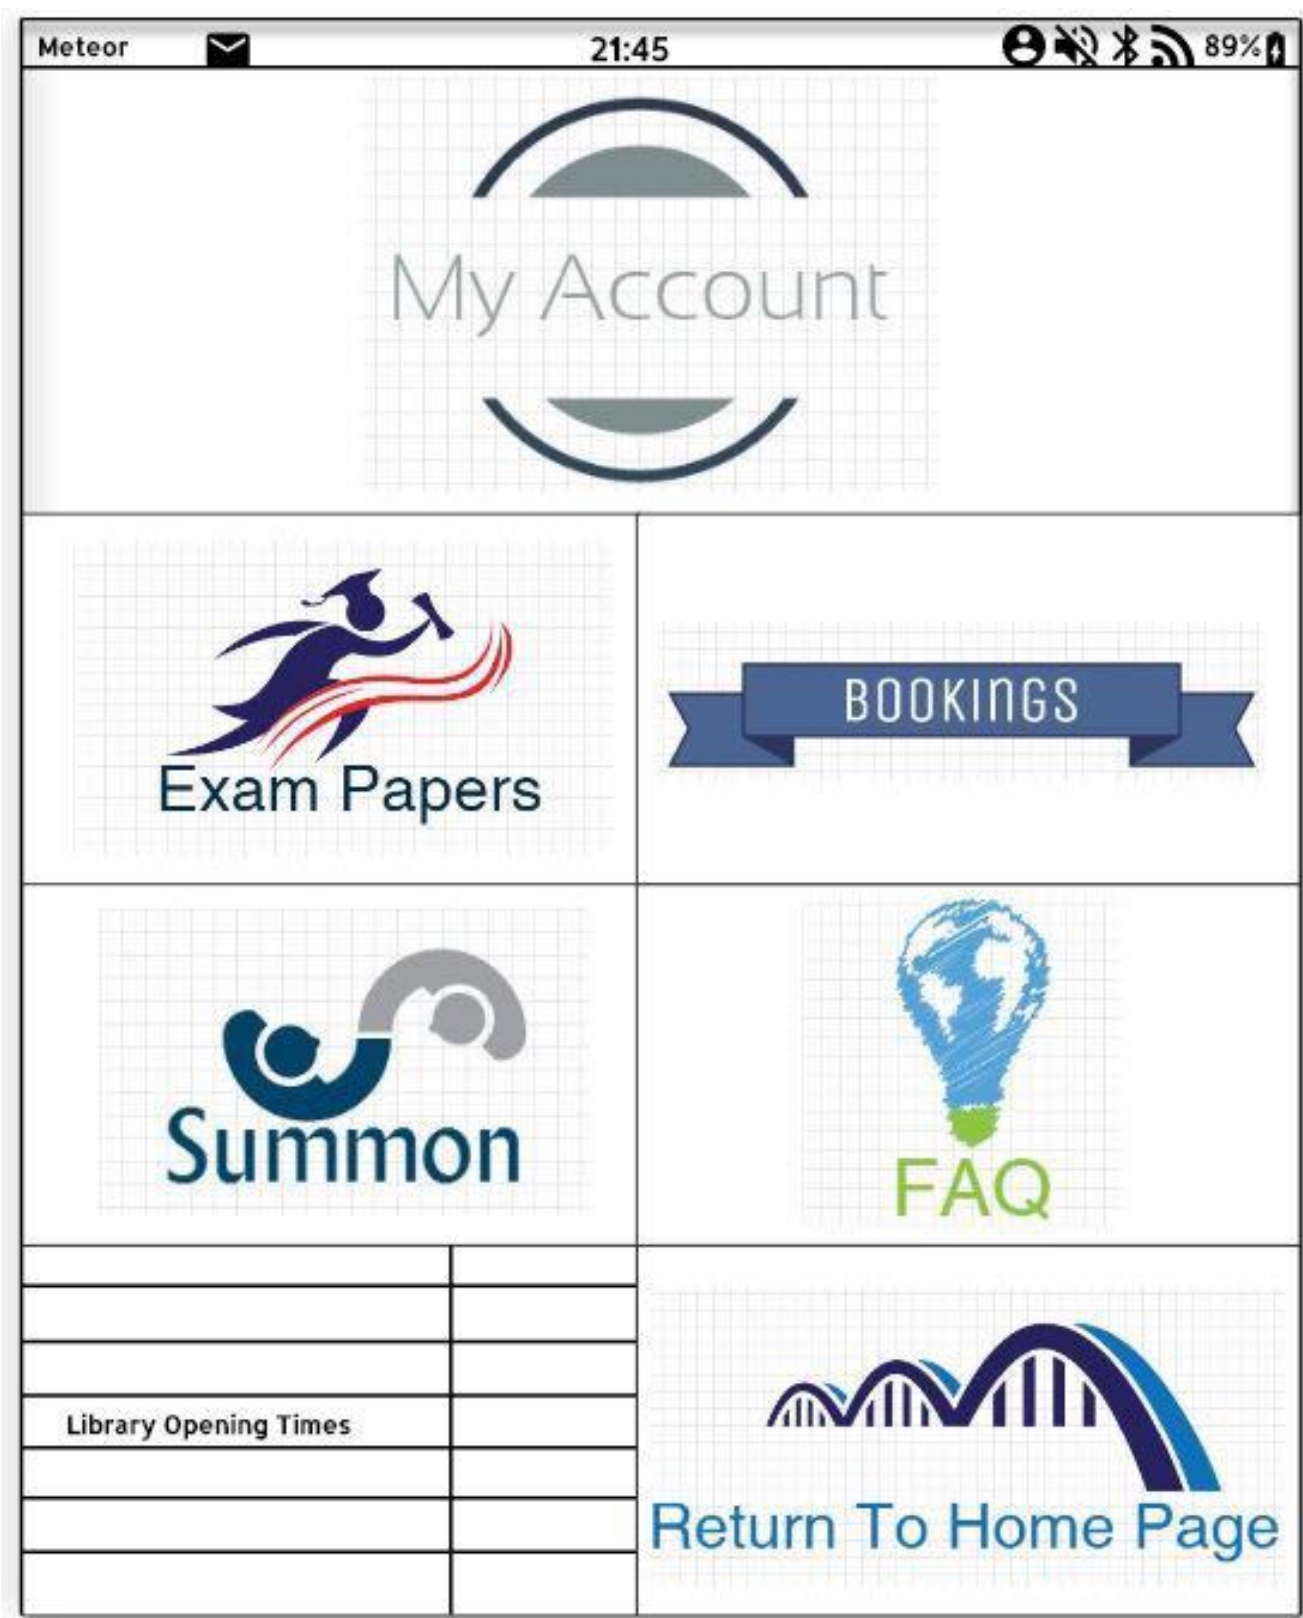 Meteor 21:45 89%
My Account
Exam Papers
BOOKINGS
Summon
FAQ
Library Opening Times
Return To Home Page